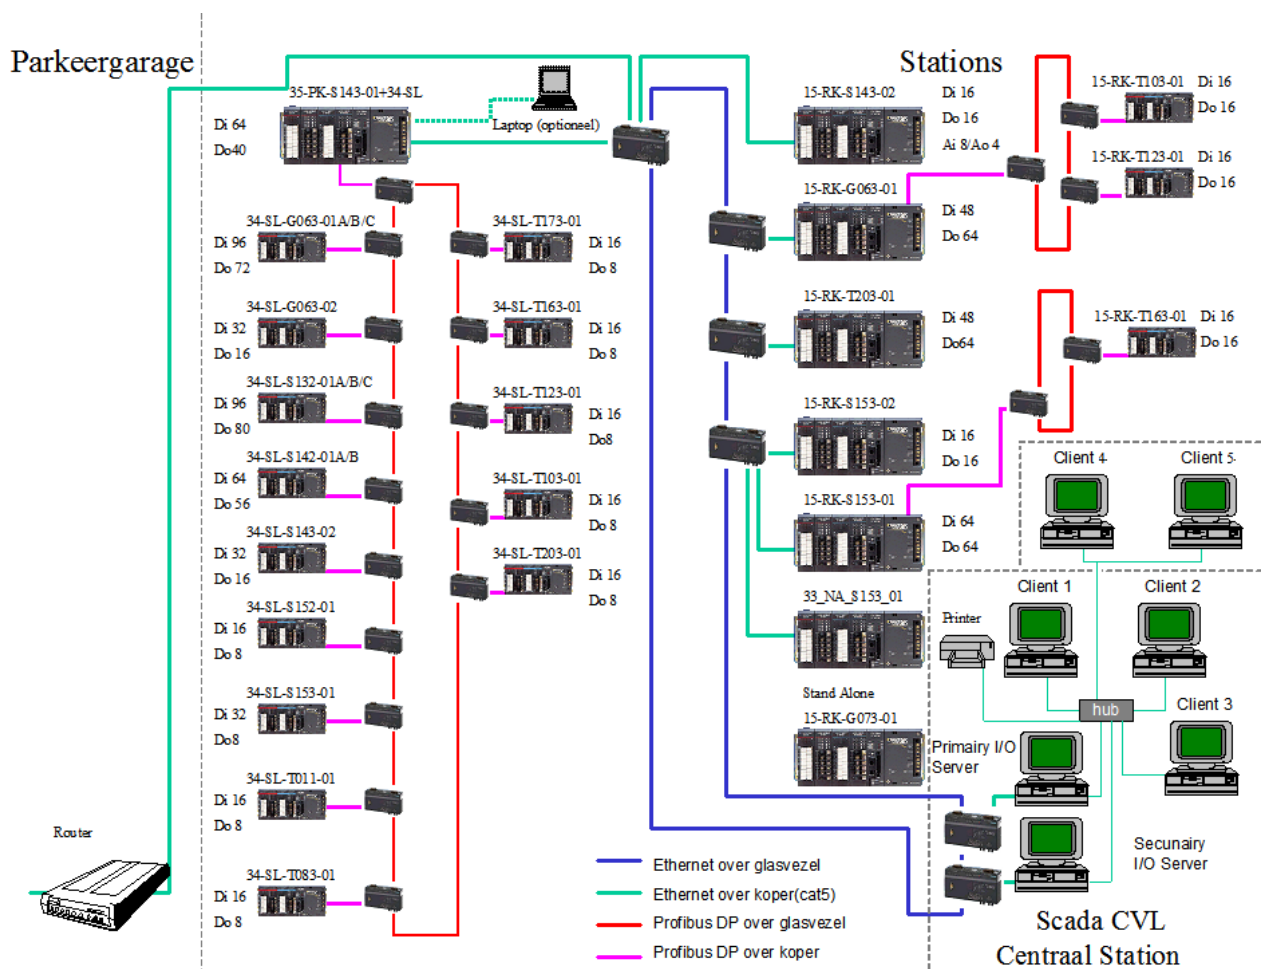 Parkeergarage
Stations
35-PK-S143-01+34-SL
Di 64
Do40
Laptop (optioneel)
34-SL-G063-01A/B/C
Di 96
Do 72
34-SL-G063-02
Di 32
Do 16
34-SL-S132-01A/B/C
Di 96
Do 80
34-SL-S142-01A/B
Di 64
Do 56
34-SL-S143-02
Di 32
Do 16
34-SL-S152-01
Di 16
Do 8
34-SL-S153-01
Di 32
Do8
34-SL-T011-01
Di 16
Do 8
34-SL-T083-01
Di 16
Do 8
34-SL-T173-01
Di 16
Do 8
34-SL-T163-01
Di 16
Do 8
34-SL-T123-01
Di 16
Do8
34-SL-T103-01
Di 16
Do 8
34-SL-T203-01
Di 16
Do 8
Router
15-RK-S143-02
Di 16
Do 16
Ai 8/Ao 4
15-RK-G063-01
Di 48
Do 64
15-RK-T203-01
Di 48
Do64
15-RK-S153-02
Di 16
Do 16
15-RK-S153-01
Di 64
Do 64
33_NA_S153_01
Stand Alone
15-RK-G073-01
15-RK-T103-01
Di 16
Do 16
15-RK-T123-01
Di 16
Do 16
15-RK-T163-01
Di 16
Do 16
Client 4
Client 5
Client 1
Client 2
Printer
hub
Client 3
Primairy I/O
Server
Secunairy
I/O Server
Scada CVL
Centraal Station
Ethernet over glasvezel
Ethernet over koper(cat5)
Profibus DP over glasvezel
Profibus DP over koper